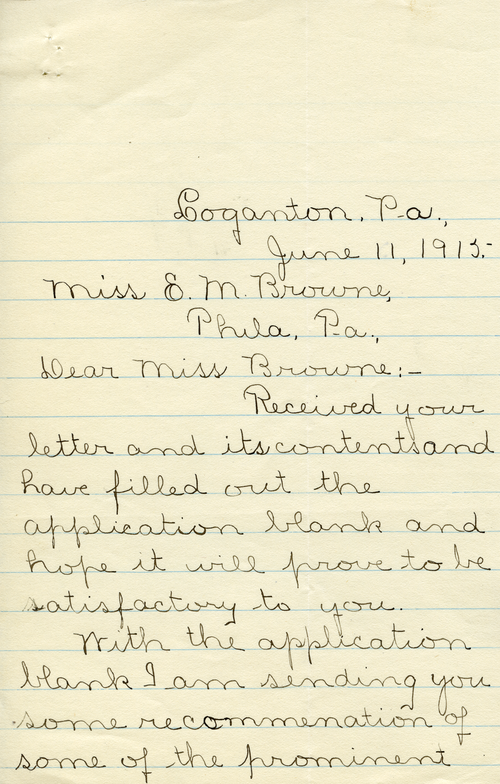 Loganton, Pa.,
June 11, 1915.-
Miss E. M. Browne,
Phila, Pa.,
Dear Miss Browne:-
Received your
letter and its contents and
have filled out the
application blank and
hope it will prove to be
satisfactory to you.
With the application
blank I am sending you
some recommenation of
some of the prominent